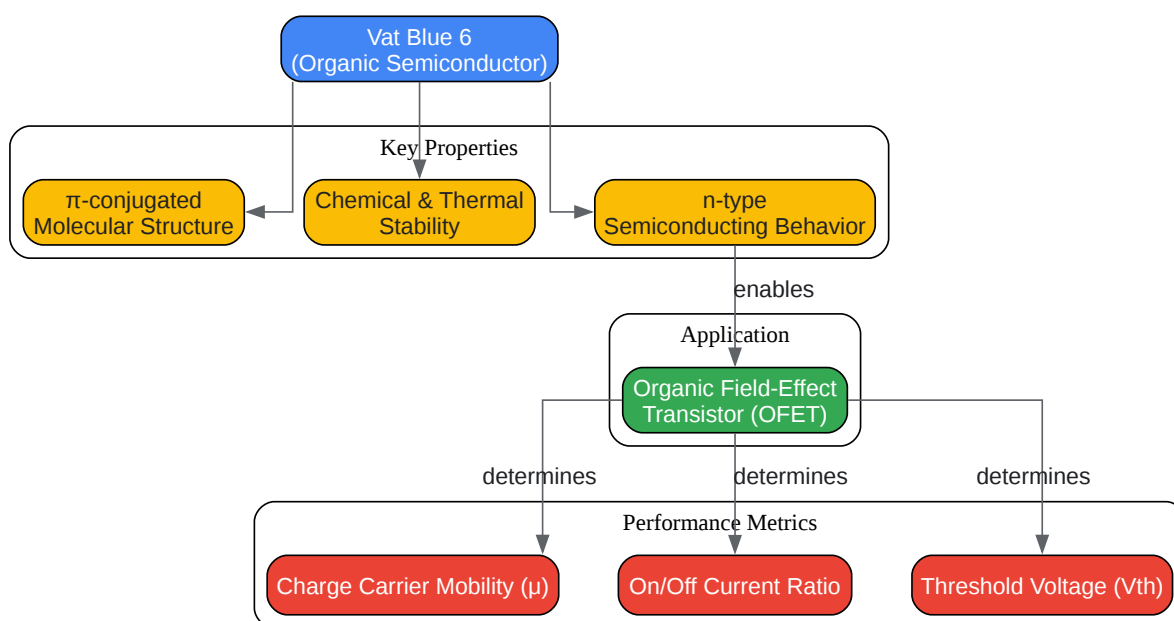 Vat Blue 6
(Organic Semiconductor)
Key Properties
π-conjugated
Molecular Structure
Chemical & Thermal
Stability
n-type
Semiconducting Behavior
enables
Application
Organic Field-Effect
Transistor (OFET)
determines
determines
determines
Performance Metrics
Charge Carrier Mobility (μ)
On/Off Current Ratio
Threshold Voltage (Vth)